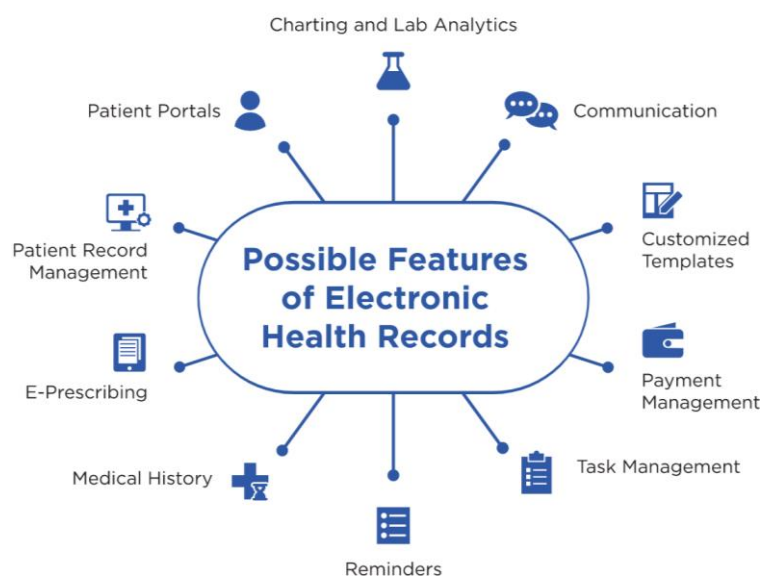 Charting and Lab Analytics
Patient Portals
Communication
Patient Record
Management
Customized
Templates
Possible Features
of Electronic
Health Records
E-Prescribing
Payment
Management
Medical History
Task Management
Reminders